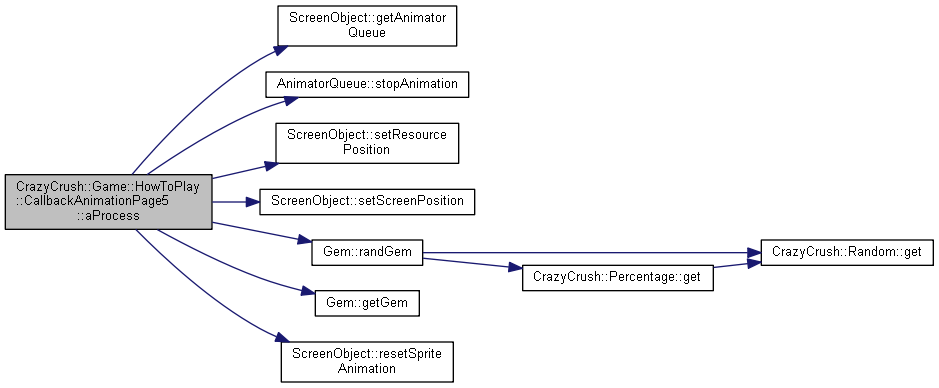 ScreenObject::getAnimator
Queue
AnimatorQueue::stopAnimation
ScreenObject::setResource
Position
CrazyCrush::Game::HowToPlay
::CallbackAnimationPage5
::aProcess
ScreenObject::setScreenPosition
Gem::randGem
CrazyCrush::Random::get
CrazyCrush::Percentage::get
Gem::getGem
ScreenObject::resetSprite
Animation